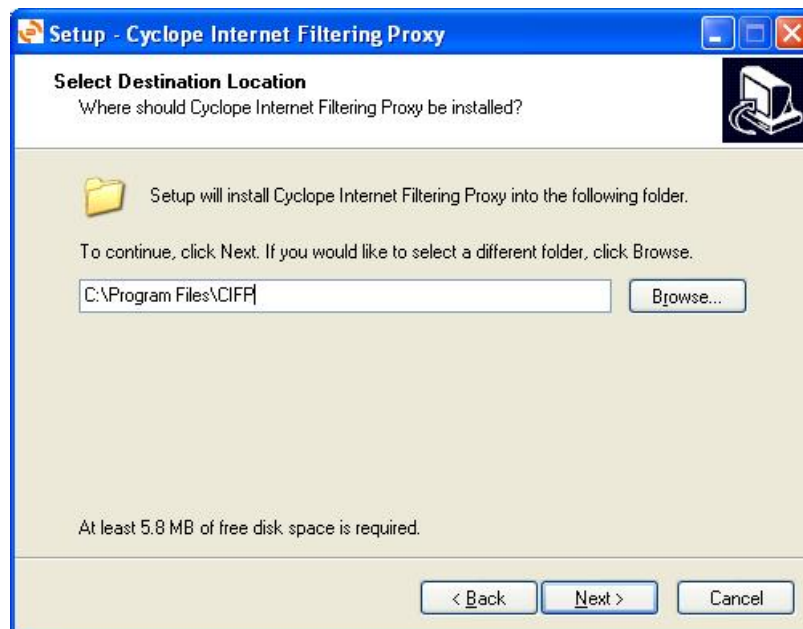 Setup - Cyclope Internet Filtering Proxy
Select Destination Location
Where should Cyclope Internet Filtering Proxy be installed?
Setup will install Cyclope Internet Filtering Proxy into the following folder.
To continue, click Next. If you would like to select a different folder, click Browse.
C:\Program Files\CIFP
Browse...
At least 5.8 MB of free disk space is required.
< Back
Next >
Cancel